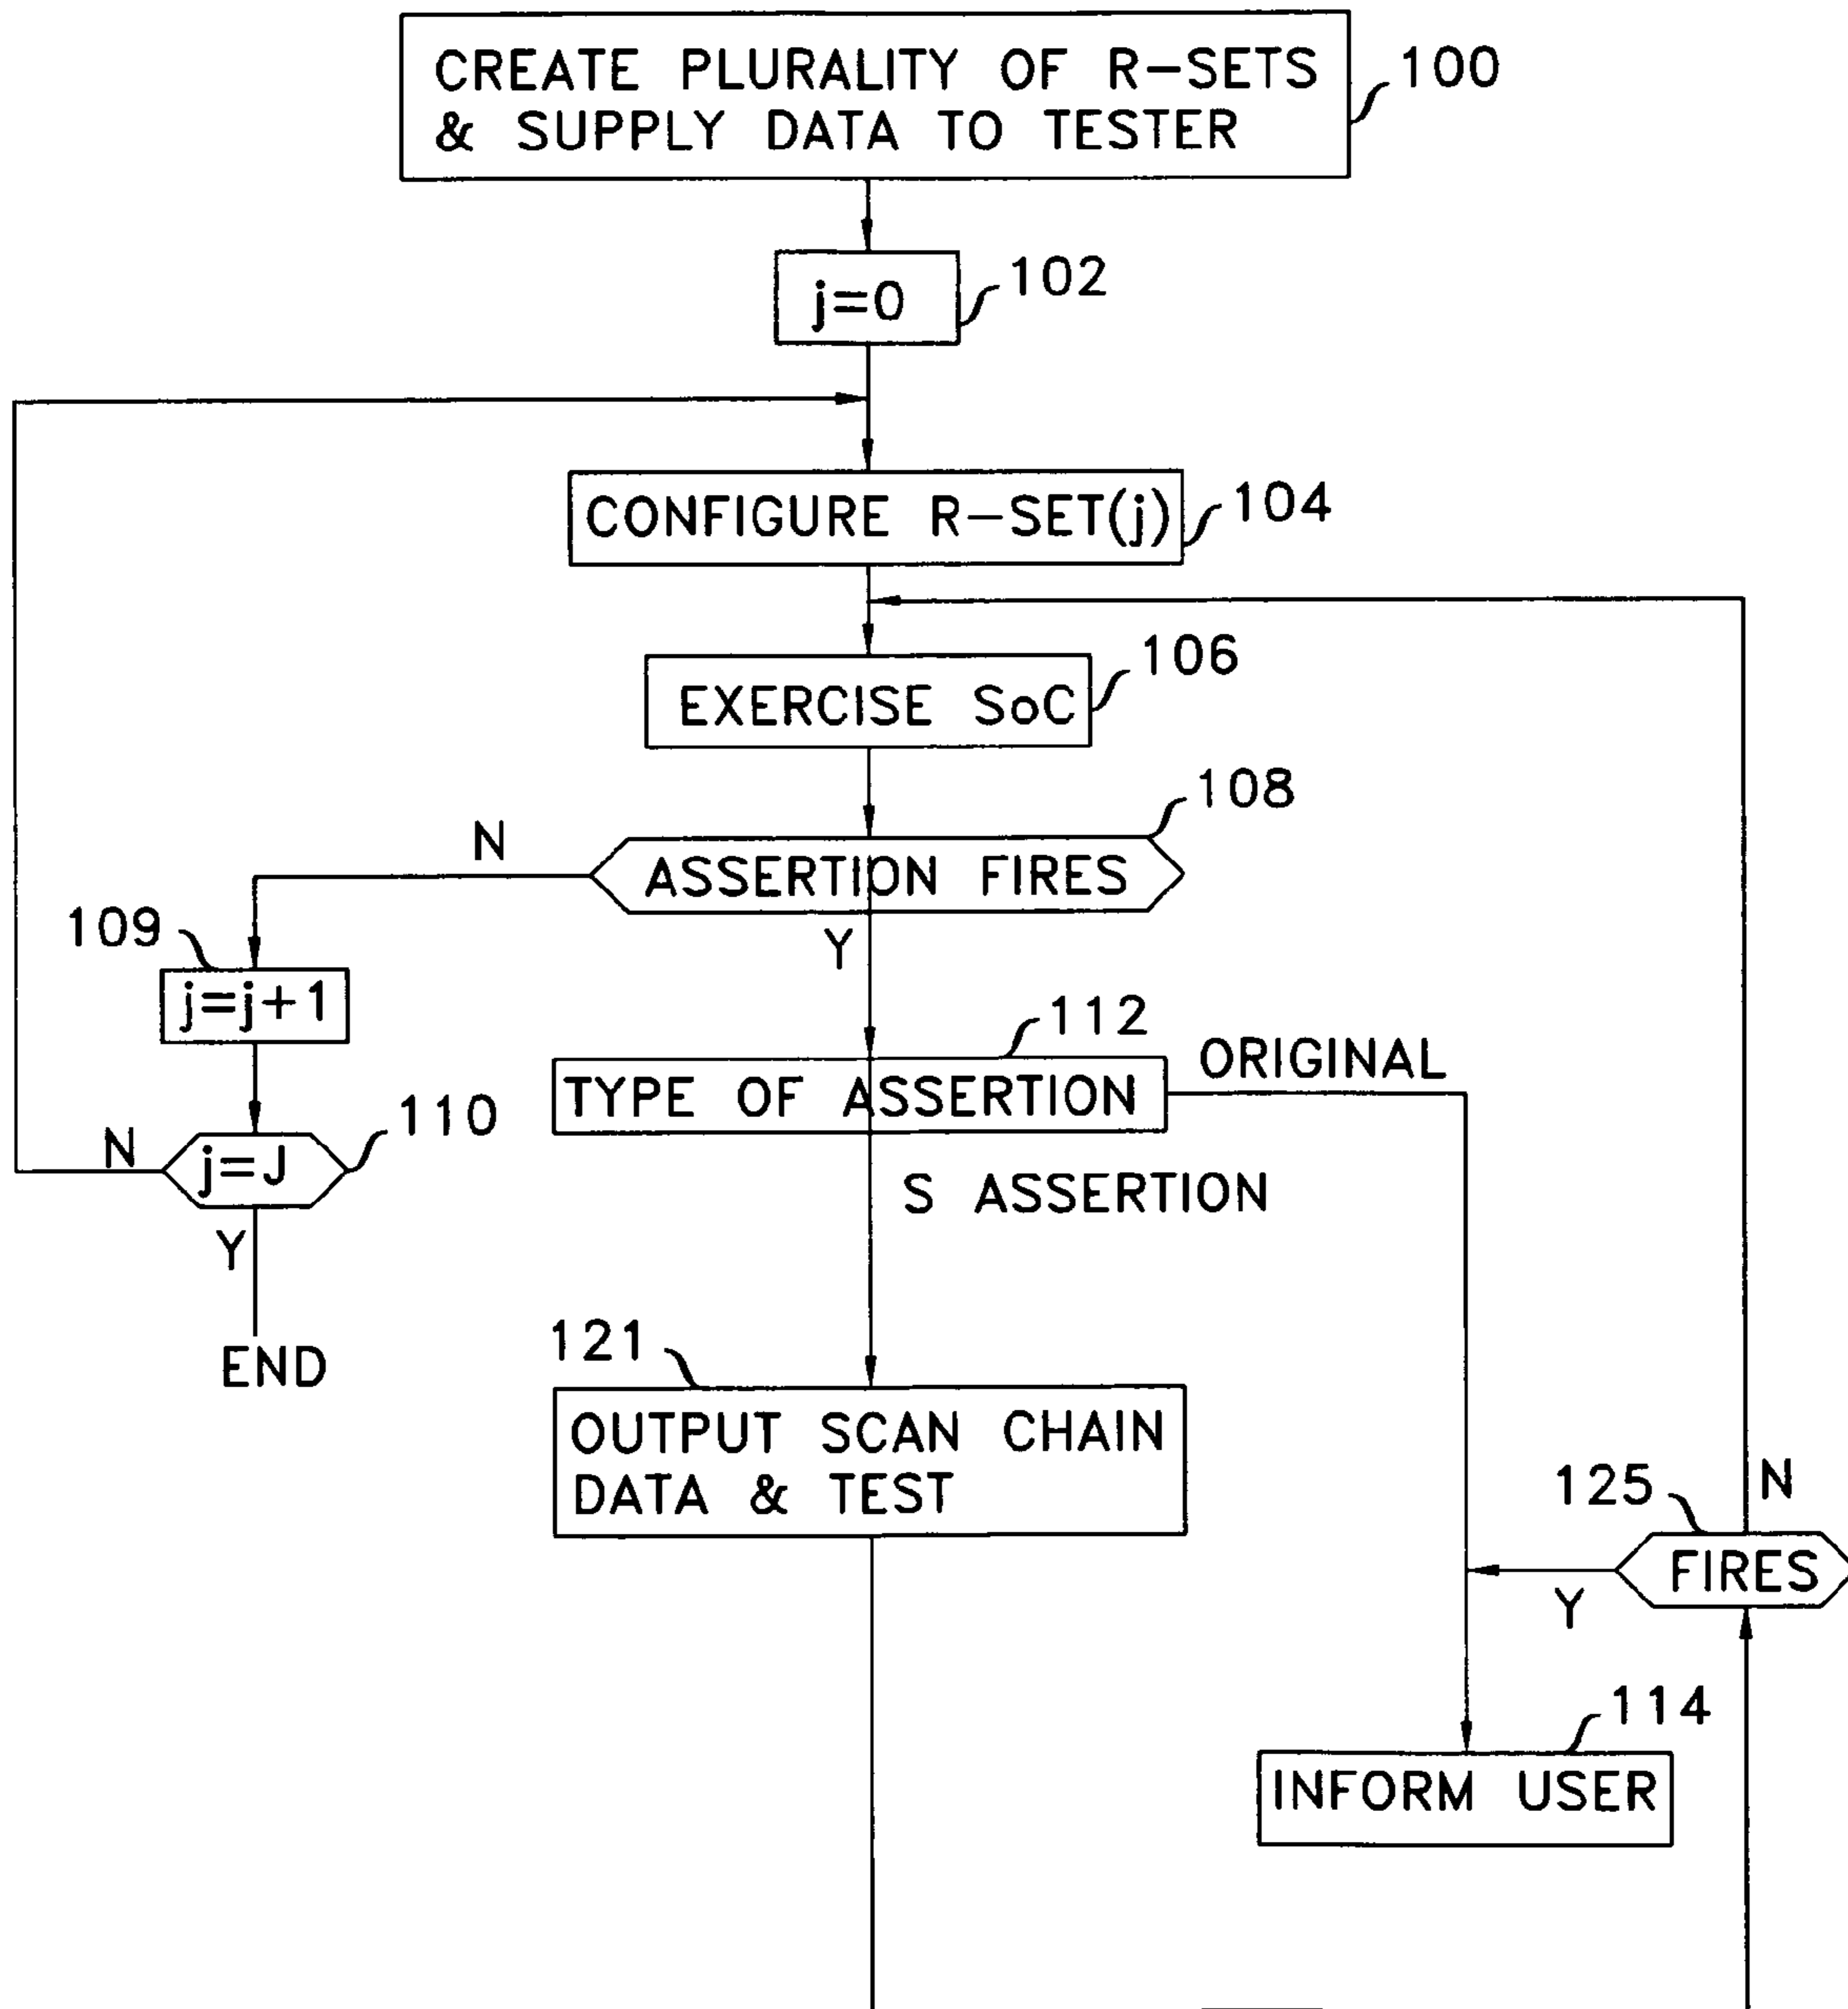 CREATE PLURALITY OF R-SETS
& SUPPLY DATA TO TESTER
100
j=0
102
CONFIGURE R-SET(j)
104
EXERCISE SoC
106
108
N
ASSERTION FIRES
109
Y
j=j+1
112
ORIGINAL
TYPE OF ASSERTION
110
N
j=J
S ASSERTION
Y
END
121
OUTPUT SCAN CHAIN
DATA & TEST
125
N
FIRES
Y
114
INFORM USER